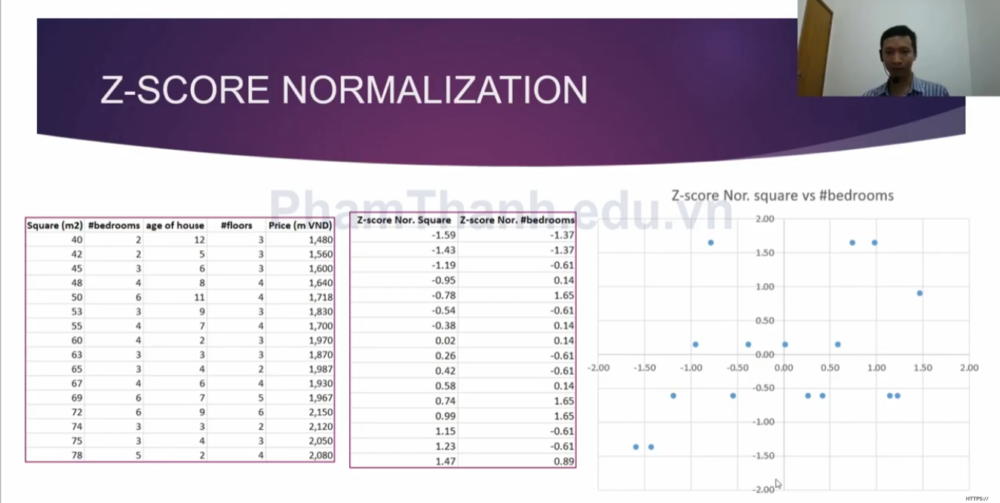 Z-SCORE NORMALIZATION
PhamThanh.edu.vn
Square (m2) #bedrooms age of house #floors Price (m VND)
40 2 12 3 1,480
42 2 5 3 1,560
45 3 6 3 1,600
48 4 8 4 1,640
50 6 11 4 1,718
53 3 9 3 1,830
55 4 7 4 1,700
60 4 2 3 1,970
63 3 3 3 1,870
65 3 4 2 1,987
67 4 6 4 1,930
69 6 7 5 1,967
72 6 9 6 2,150
74 3 3 2 2,120
75 3 4 3 2,050
78 5 2 4 2,080
Z-score Nor. Square Z-score Nor. #bedrooms
-1.59 -1.37
-1.43 -1.37
-1.19 -0.61
-0.95 0.14
-0.78 1.65
-0.54 -0.61
-0.38 0.14
0.02 0.14
0.26 -0.61
0.42 -0.61
0.58 0.14
0.74 1.65
0.99 1.65
1.15 -0.61
1.23 -0.61
1.47 0.89
Z-score Nor. square vs #bedrooms
2.00
1.50
1.00
0.50
0.00
-2.00 -1.50 -1.00 -0.50 0.00 0.50 1.00 1.50 2.00
-0.50
-1.00
-1.50
-2.00
HTTPS://